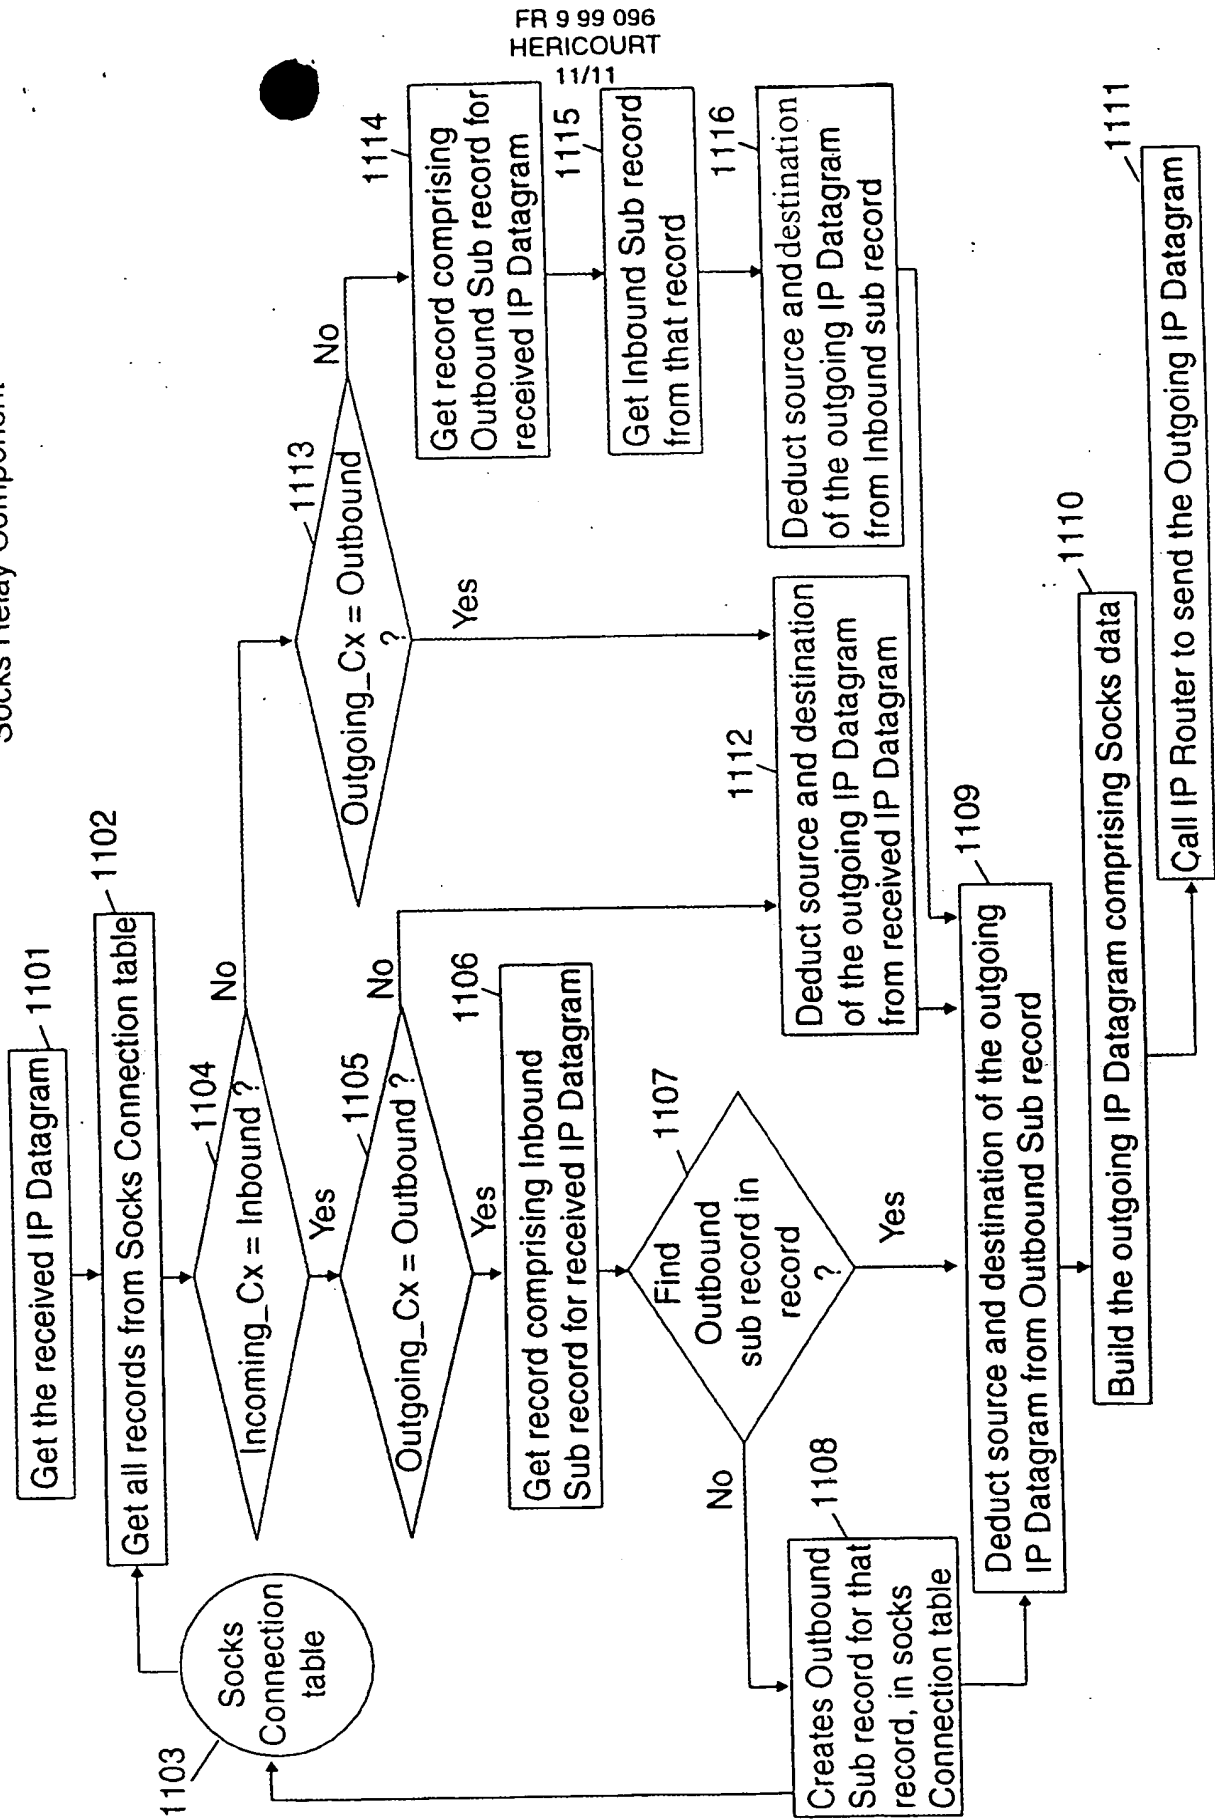 FR 9 99 096
HERICOURT
11/11
Socks Relay Component
Get the received IP Datagram
1101
Get all records from Socks Connection table
1102
Socks
Connection
table
1103
Incoming_Cx = Inbound ?
1104
No
Yes
Outgoing_Cx = Outbound ?
1105
No
Yes
Get record comprising Inbound
Sub record for received IP Datagram
1106
Find
Outbound
sub record in
record
?
1107
No
Yes
Creates Outbound
Sub record for that
record, in socks
Connection table
1108
Outgoing_Cx = Outbound
?
1113
No
Yes
Get record comprising
Outbound Sub record for
received IP Datagram
1114
Get Inbound Sub record
from that record
1115
Deduct source and destination
of the outgoing IP Datagram
from Inbound sub record
1116
Deduct source and destination
of the outgoing IP Datagram
from received IP Datagram
1112
Deduct source and destination of the outgoing
IP Datagram from Outbound Sub record
1109
Build the outgoing IP Datagram comprising Socks data
1110
Call IP Router to send the Outgoing IP Datagram
1111